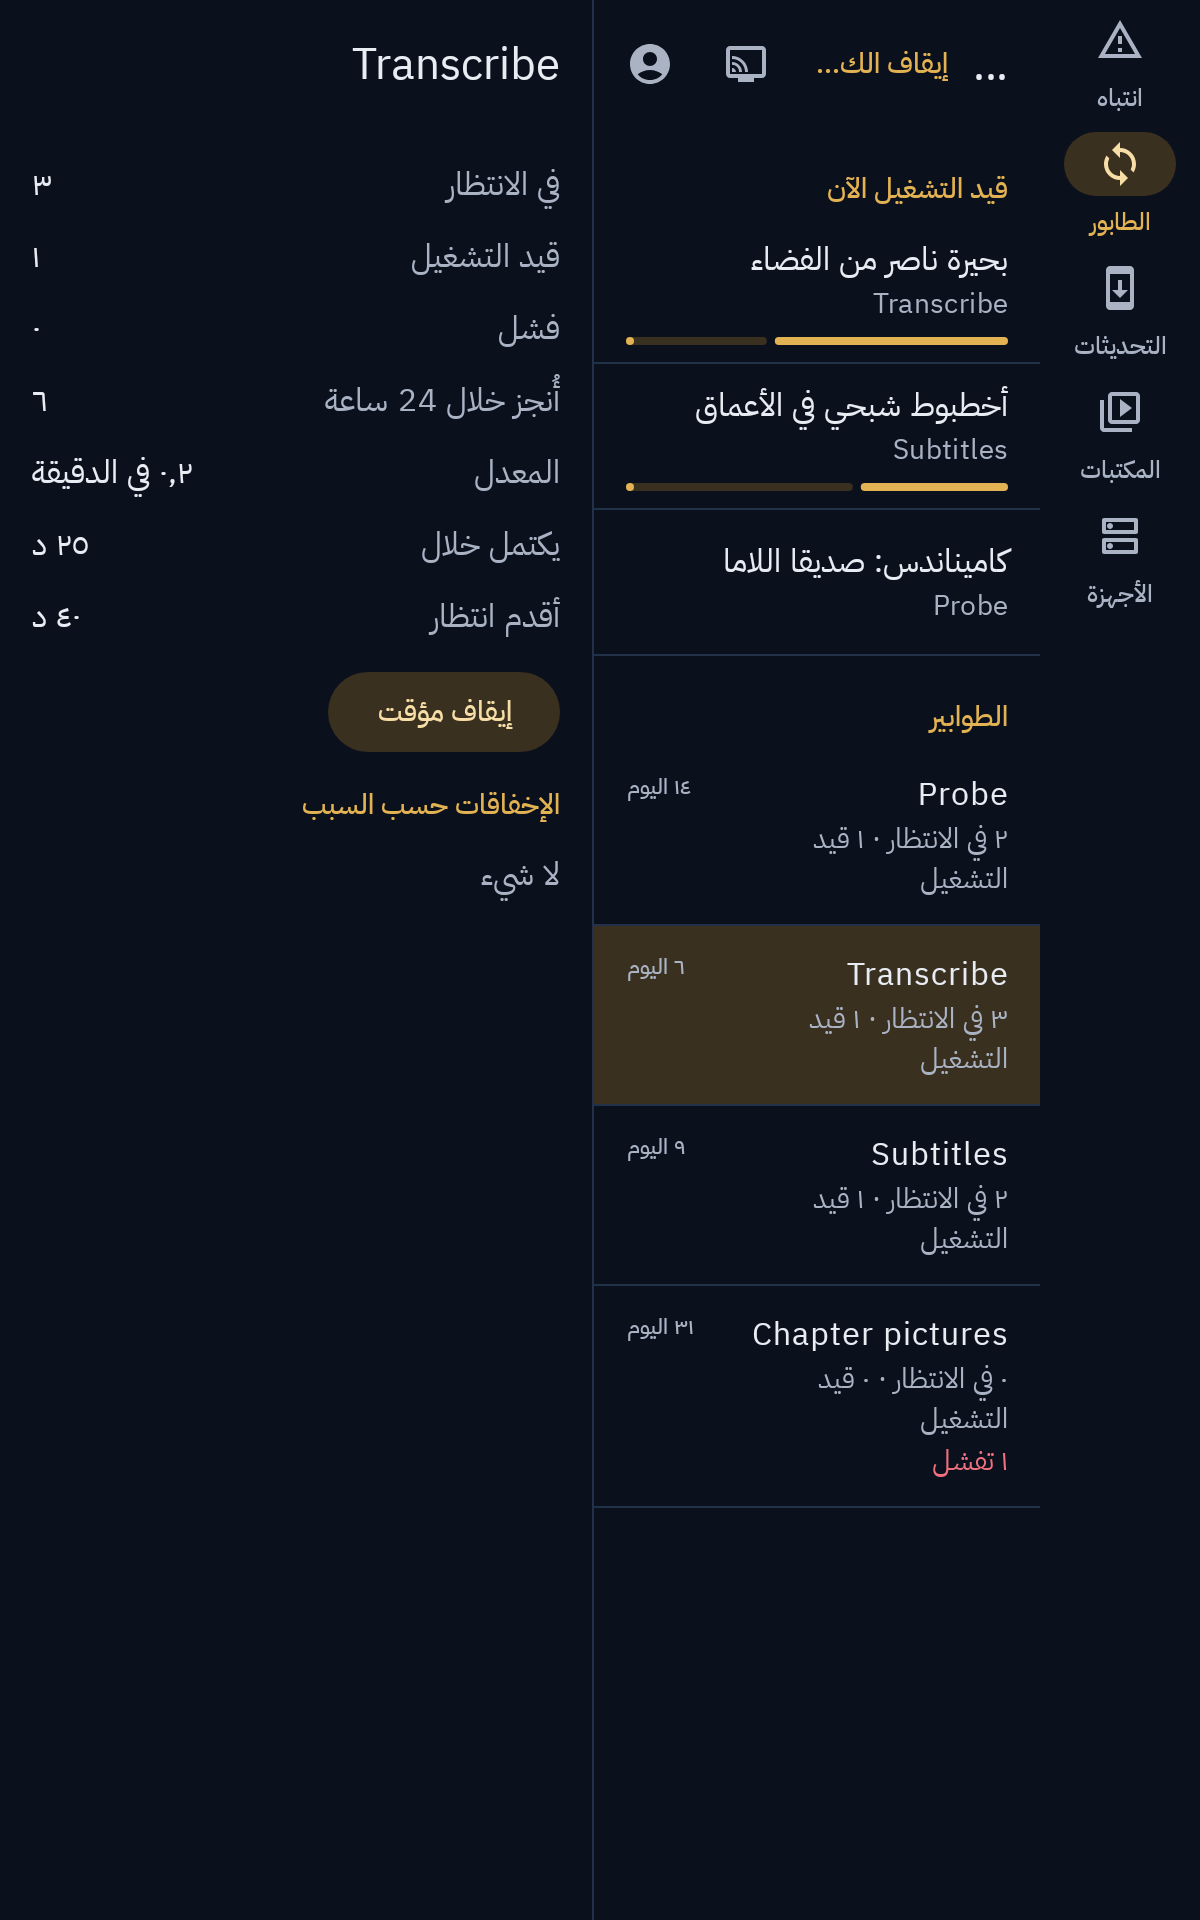 انتباه
الطابور
التحديثات
المكتبات
الأجهزة
...
إيقاف الك...
قيد التشغيل الآن
بحيرة ناصر من الفضاء
Transcribe
أخطبوط شبحي في الأعماق
Subtitles
كاميناندس: صديقا اللاما
Probe
الطوابير
Probe
١٤ اليوم
٢ في الانتظار · ١ قيد
التشغيل
Transcribe
٦ اليوم
٣ في الانتظار · ١ قيد
التشغيل
Subtitles
٩ اليوم
٢ في الانتظار · ١ قيد
التشغيل
Chapter pictures
٣١ اليوم
٠ في الانتظار · ٠ قيد
التشغيل
١ تفشل
Transcribe
في الانتظار ٣
قيد التشغيل ١
فشل ٠
أُنجز خلال 24 ساعة ٦
المعدل ٠٫٢ في الدقيقة
يكتمل خلال ٢٥ د
أقدم انتظار ٤٠ د
إيقاف مؤقت
الإخفاقات حسب السبب
لا شيء